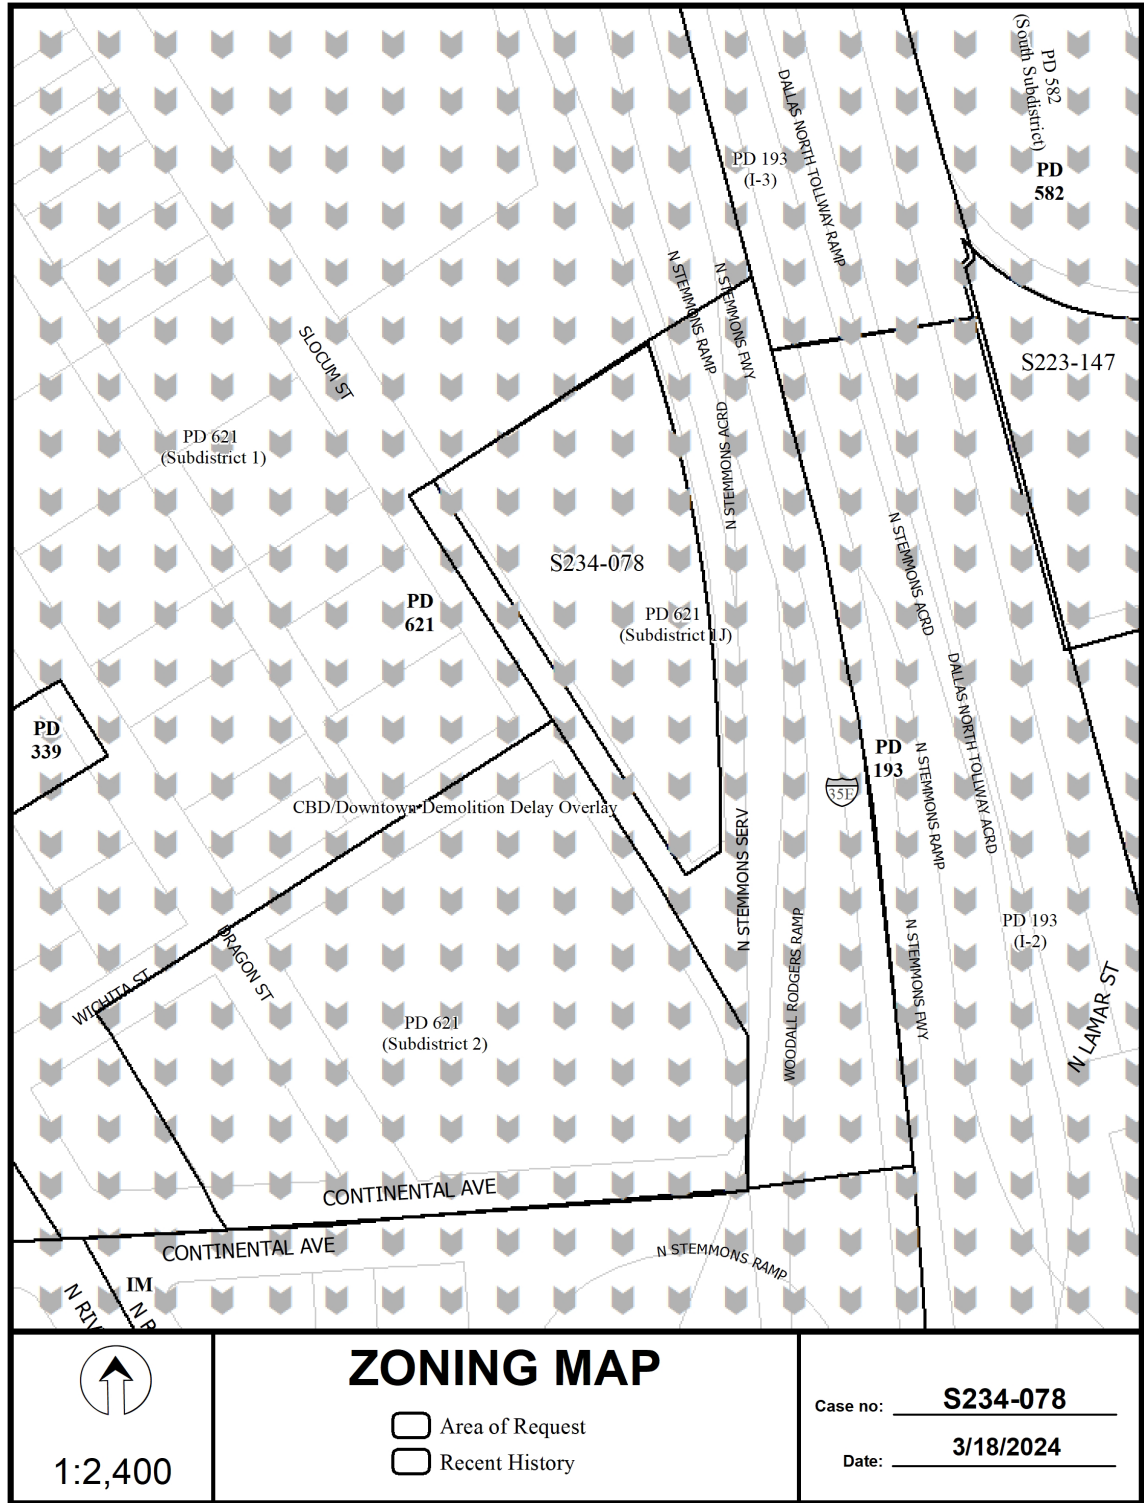 PD 582
(South Subdistrict)
PD
582
DALLAS NORTH TOLLWAY RAMP
PD 193
(I-3)
N STEMMONS RAMP
N STEMMONS FWY
S223-147
SLOCUM ST
PD 621
(Subdistrict 1)
N STEMMONS ACRD
S234-078
N STEMMONS ACRD
PD
621
PD 621
(Subdistrict 1J)
DALLAS NORTH TOLLWAY ACRD
PD
339
PD
193
N STEMMONS RAMP
35E
CBD/Downtown Demolition Delay Overlay
N STEMMONS SERV
WOODALL RODGERS RAMP
N STEMMONS FWY
PD 193
(I-2)
DRAGON ST
WICHITA ST
N LAMAR ST
PD 621
(Subdistrict 2)
CONTINENTAL AVE
CONTINENTAL AVE
N STEMMONS RAMP
IM
N RIV
N R
ZONING MAP
Area of Request
Recent History
1:2,400
Case no: S234-078
Date: 3/18/2024